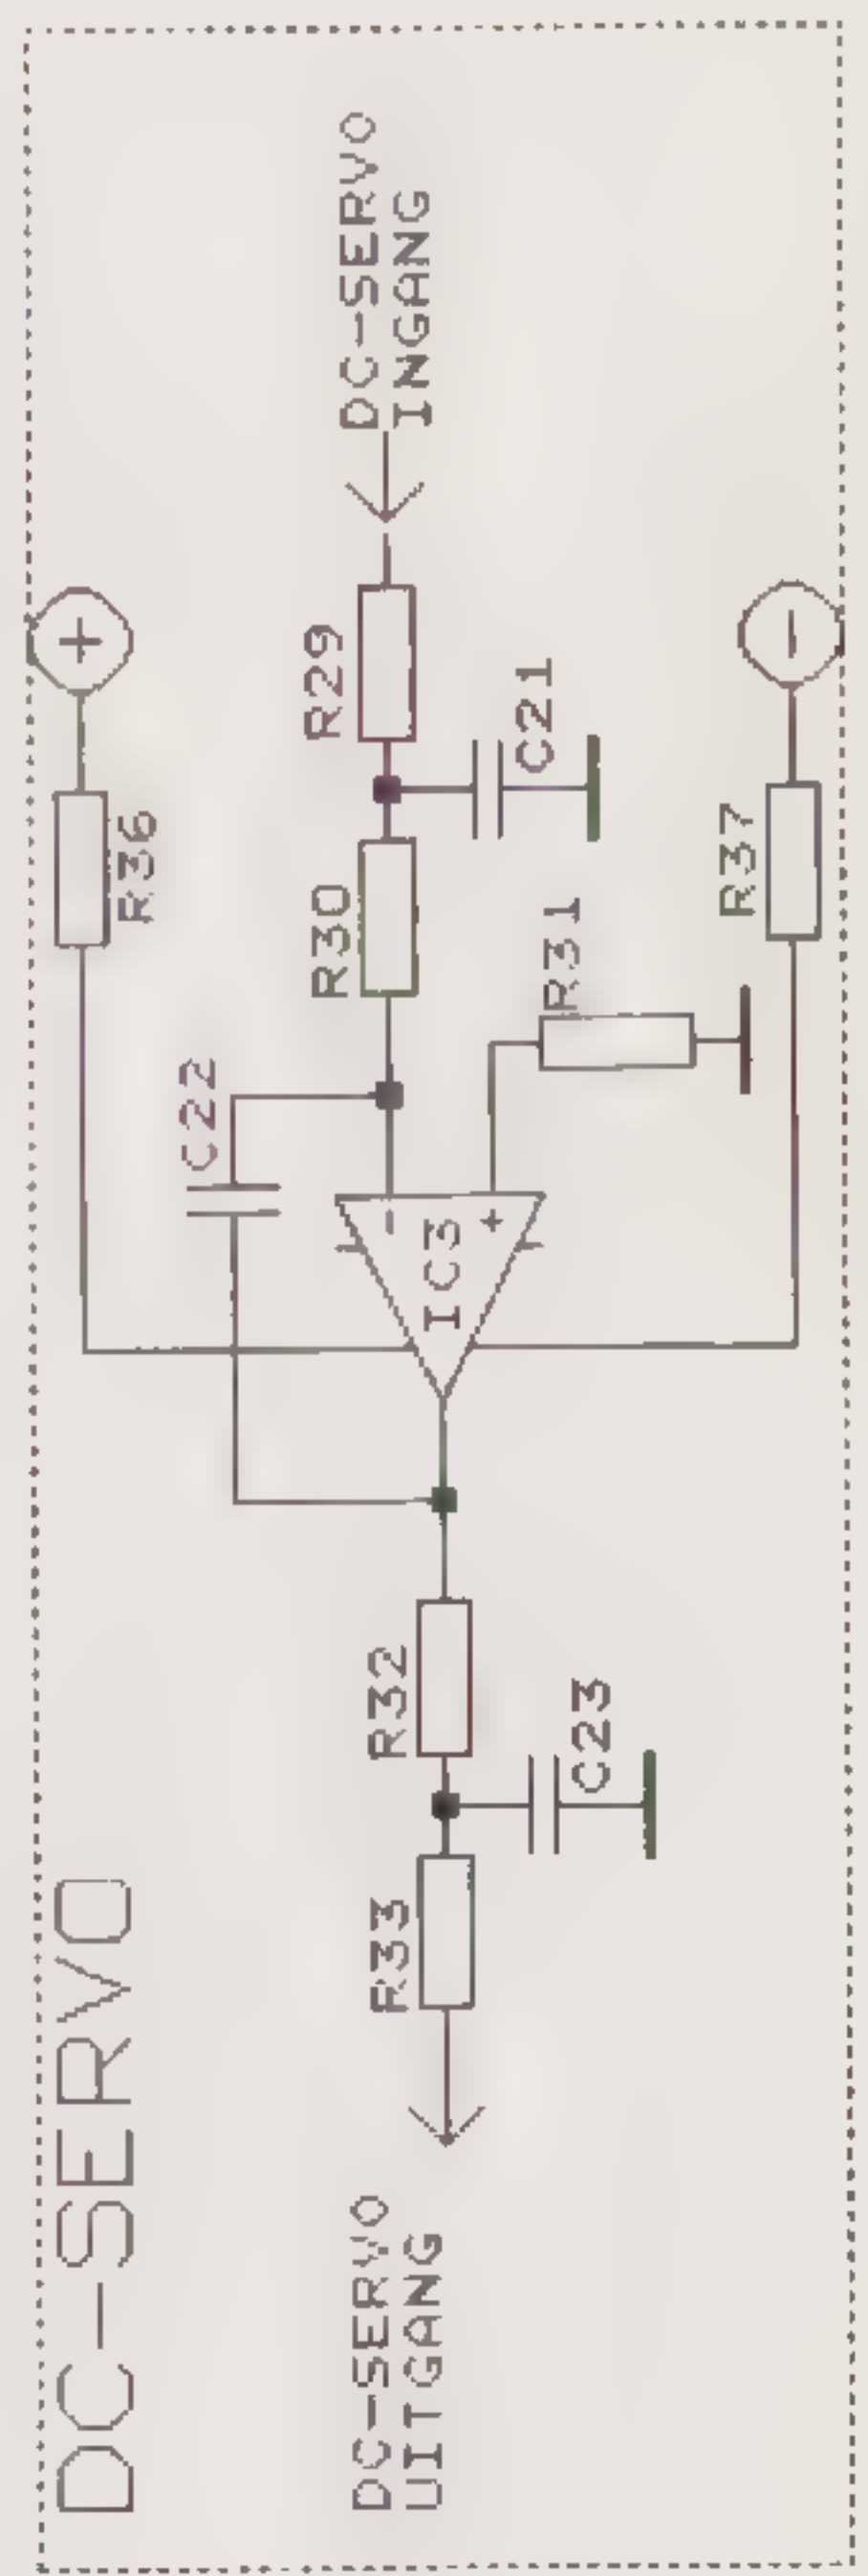 DC-SERVO
DC-SERVO
INGANG
R29
C21
R36
R30
R37
R31
C22
-
+
IC3
R32
C23
R33
DC-SERVO
UITGANG
+
-